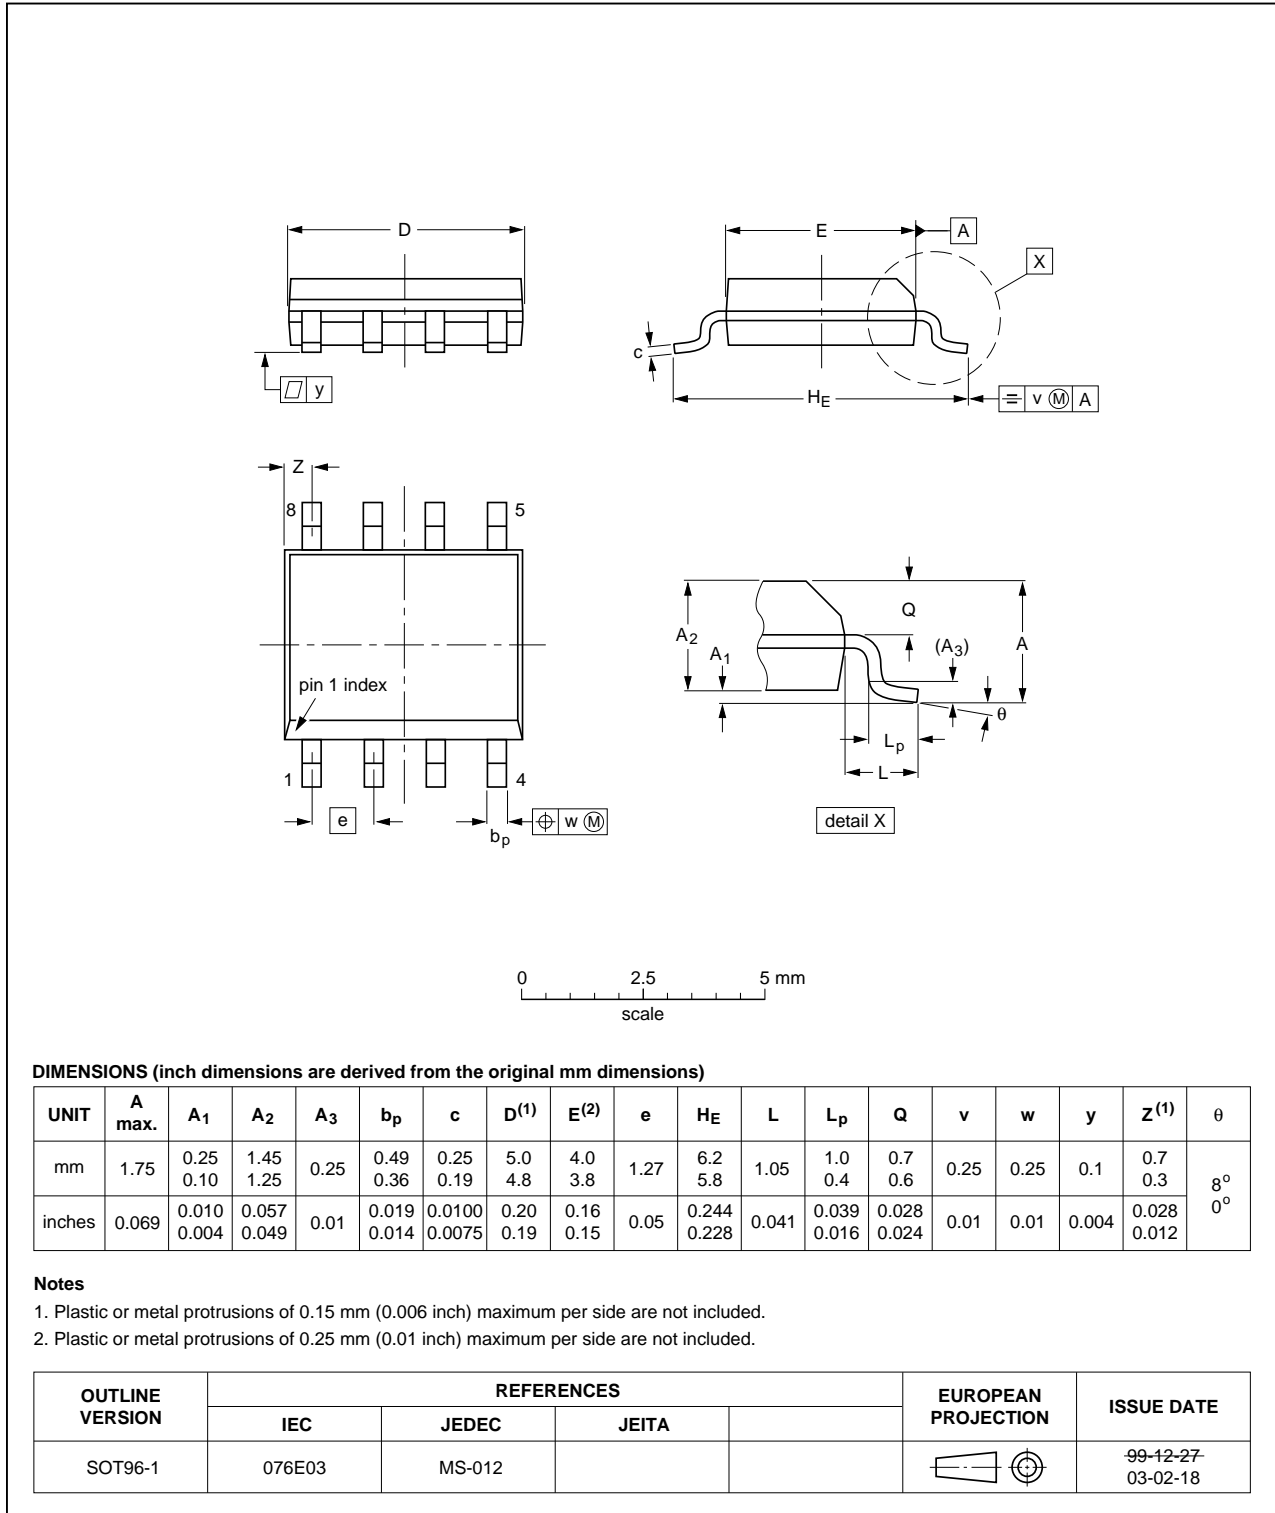 D
E
A
X
c
y
HE
v M A
Z
8
5
pin 1 index
1
4
e
bp
w M
A2
A1
Q
(A3)
A
θ
Lp
L
detail X
0 2.5 5 mm
scale
DIMENSIONS (inch dimensions are derived from the original mm dimensions)
UNIT A max. A1 A2 A3 bp c D(1) E(2) e HE L Lp Q v w y Z(1) θ
mm 1.75 0.25 0.10 1.45 1.25 0.25 0.49 0.36 0.25 0.19 5.0 4.8 4.0 3.8 1.27 6.2 5.8 1.05 1.0 0.4 0.7 0.6 0.25 0.25 0.1 0.7 0.3 8o 0o
inches 0.069 0.010 0.004 0.057 0.049 0.01 0.019 0.014 0.0100 0.0075 0.20 0.19 0.16 0.15 0.05 0.244 0.228 0.041 0.039 0.016 0.028 0.024 0.01 0.01 0.004 0.028 0.012
Notes
1. Plastic or metal protrusions of 0.15 mm (0.006 inch) maximum per side are not included.
2. Plastic or metal protrusions of 0.25 mm (0.01 inch) maximum per side are not included.
OUTLINE VERSION REFERENCES EUROPEAN PROJECTION ISSUE DATE
IEC JEDEC JEITA
SOT96-1 076E03 MS-012 99-12-27
03-02-18